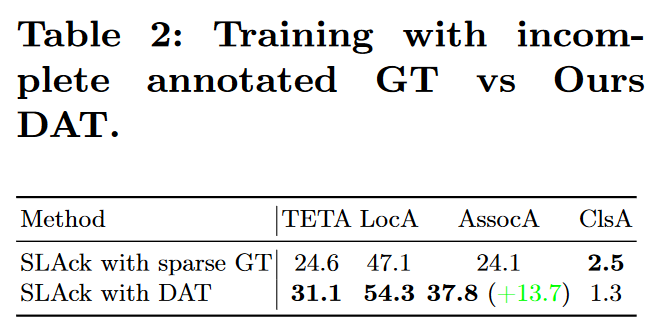 Table 2: Training with incom-
plete annotated GT vs Ours
DAT.
Method TETA LocA AssocA ClsA
SLAck with sparse GT 24.6 47.1 24.1 2.5
SLAck with DAT 31.1 54.3 37.8 (+13.7) 1.3